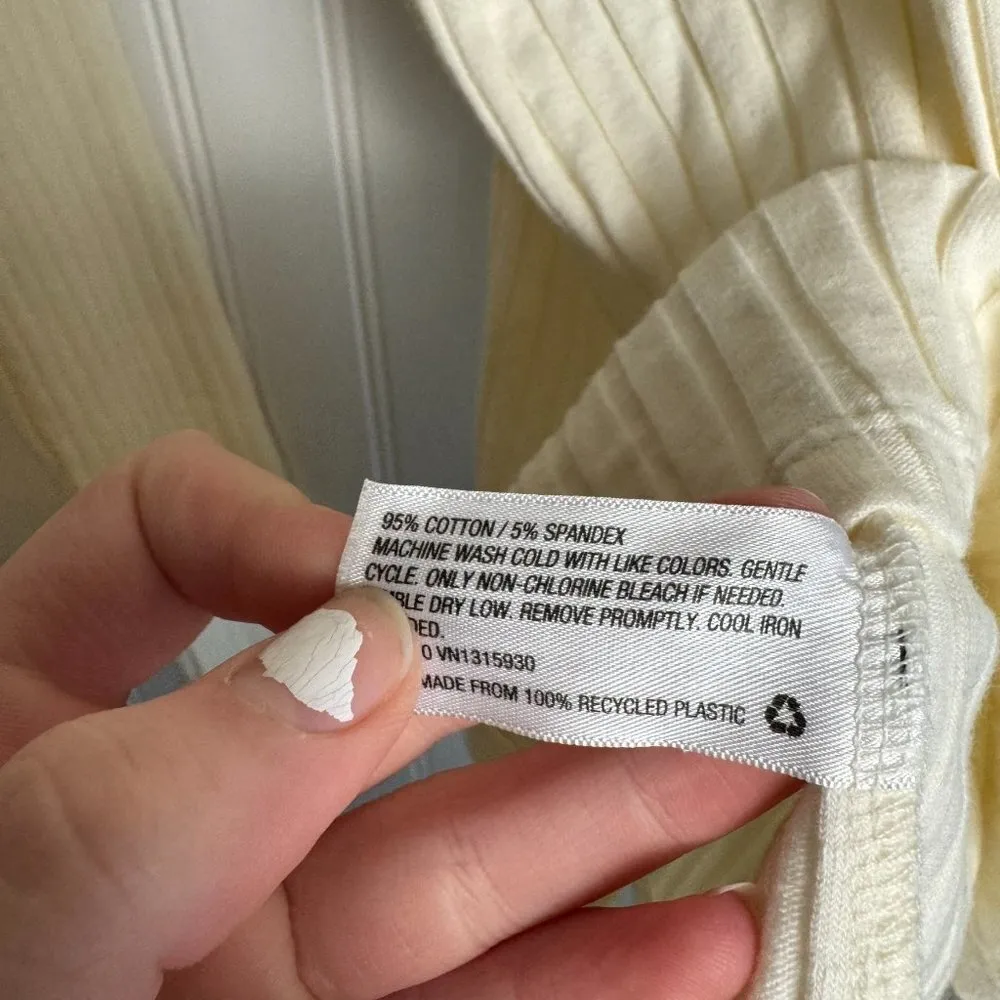 95% COTTON / 5% SPANDEX
MACHINE WASH COLD WITH LIKE COLORS. GENTLE
CYCLE. ONLY NON-CHLORINE BLEACH IF NEEDED.
DRY LOW. REMOVE PROMPTLY. COOL IRON
VN1315930
MADE FROM 100% RECYCLED PLASTIC